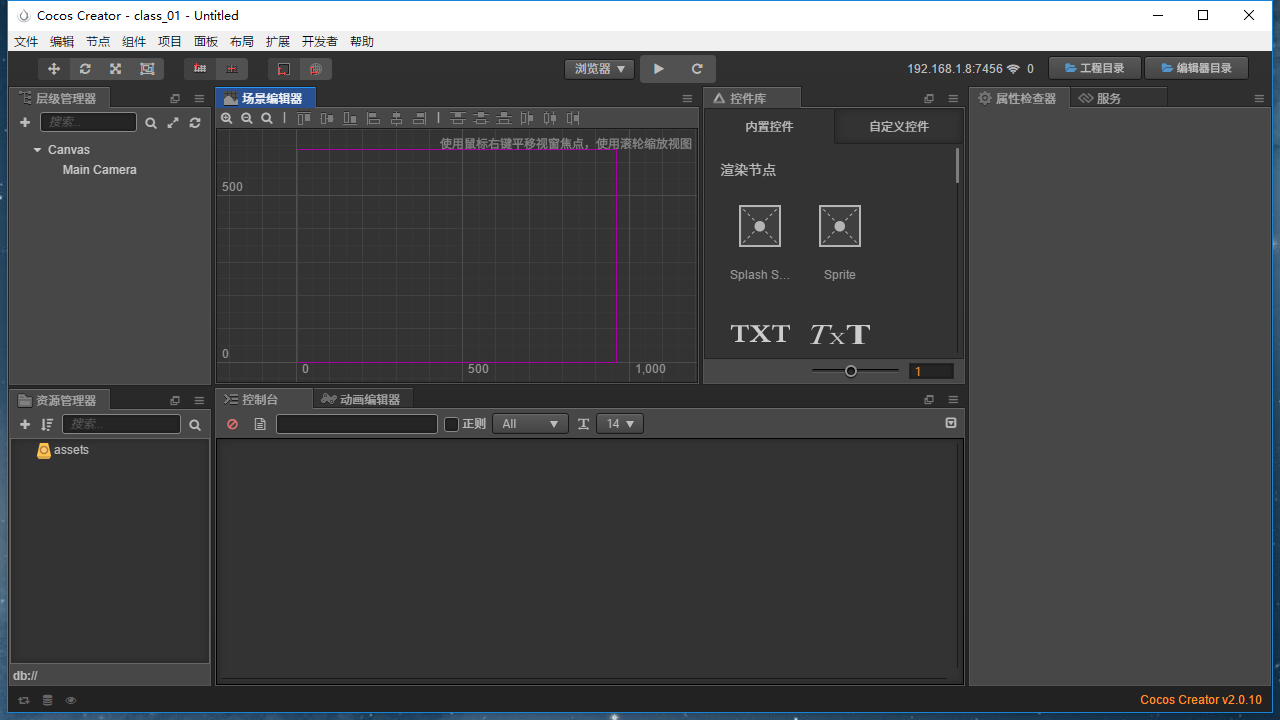 Cocos Creator - class_01 - Untitled
文件 编辑 节点 组件 项目 面板 布局 扩展 开发者 帮助
浏览器
192.168.1.8:7456 0
工程目录
编辑器目录
层级管理器
搜索...
Canvas
Main Camera
场景编辑器
使用鼠标右键平移视窗焦点，使用滚轮缩放视图
500
0
0 500 1,000
控件库
内置控件 自定义控件
渲染节点
Splash S... Sprite
TXT TXT
1
属性检查器 服务
资源管理器
搜索...
assets
db://
控制台 动画编辑器
正则 All 14
Cocos Creator v2.0.10